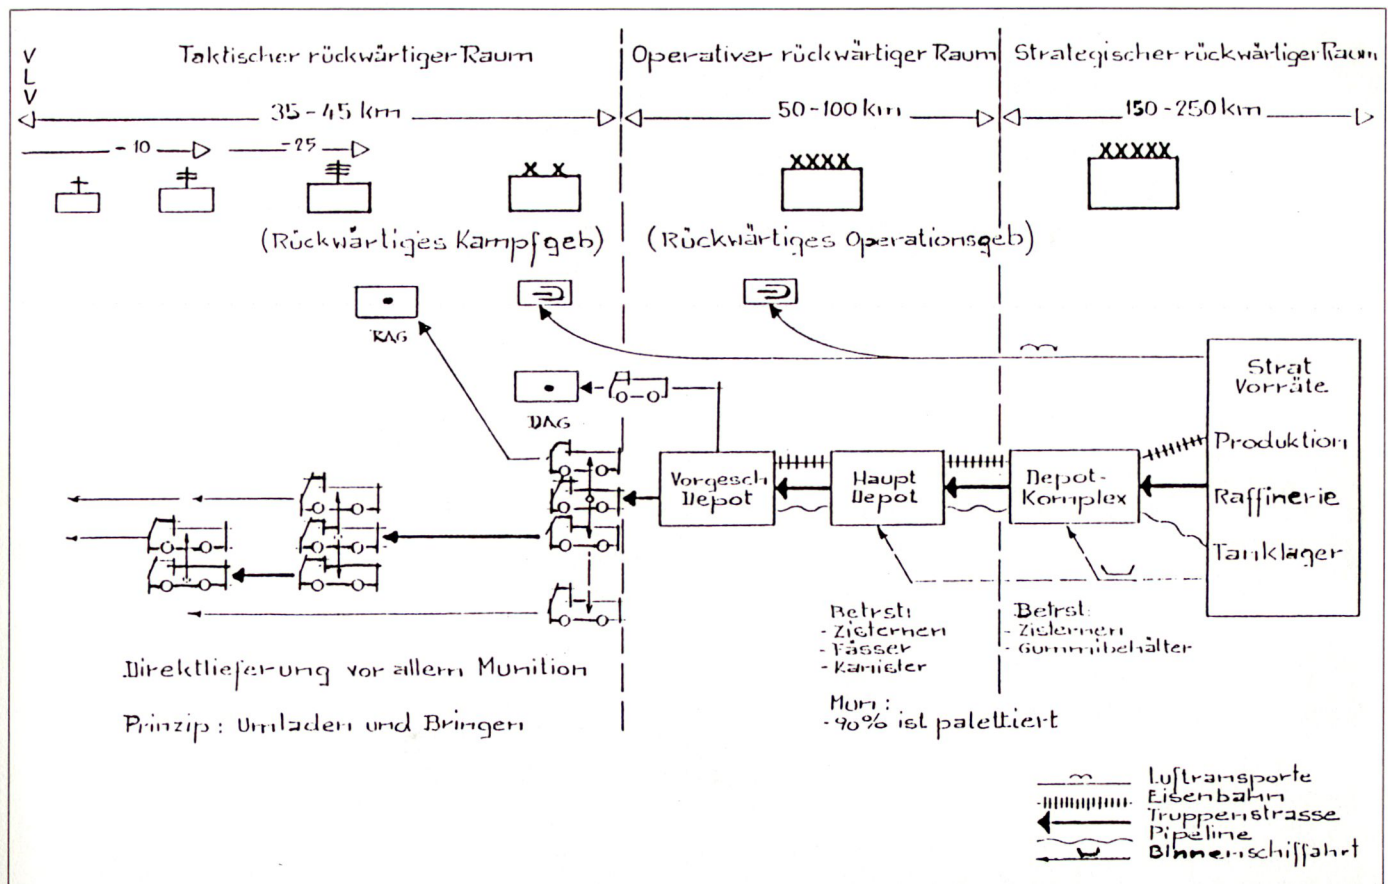 V
L
V
Taktischer rückwärtiger Raum
Operativer rückwärtiger Raum
Strategischer rückwärtiger Raum
35-45 km
50-100 km
150-250 km
-10
-25
X X
XXXX
XXXXX
(Rückwärtiges Kampfgeb)
(Rückwärtiges Operationsgeb)
RAG
DAG
Strat
Vorräte
Produktion
Raffinerie
Tanklager
Vorgesch
Depot
Haupt
Depot
Depot-
Komplex
Betrst:
- Zisternen
- Fässer
- Kanister
Mun:
- 90% ist palettiert
Betrst:
- Zisternen
- Gummibehälter
Direktlieferung vor allem Munition
Prinzip: Umladen und Bringen
Luftransporte
Eisenbahn
Truppenstrasse
Pipeline
Binnenschiffahrt